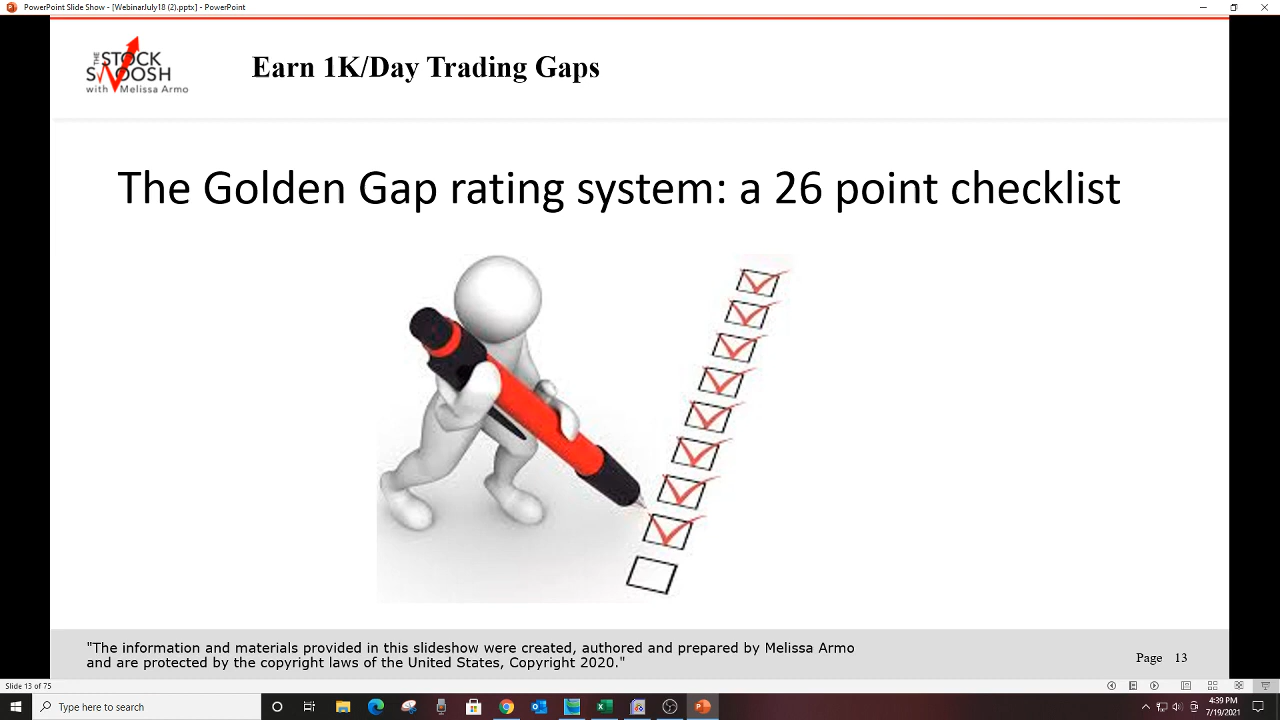 PowerPoint Slide Show - [WebinarJuly18 (2).pptx] - PowerPoint
THE STOCK
SWOOSH
with Melissa Armo
Earn 1K/Day Trading Gaps
The Golden Gap rating system: a 26 point checklist
"The information and materials provided in this slideshow were created, authored and prepared by Melissa Armo
and are protected by the copyright laws of the United States, Copyright 2020."
Page 13
Slide 13 of 75
Type here to search
4:39 PM
7/19/2021